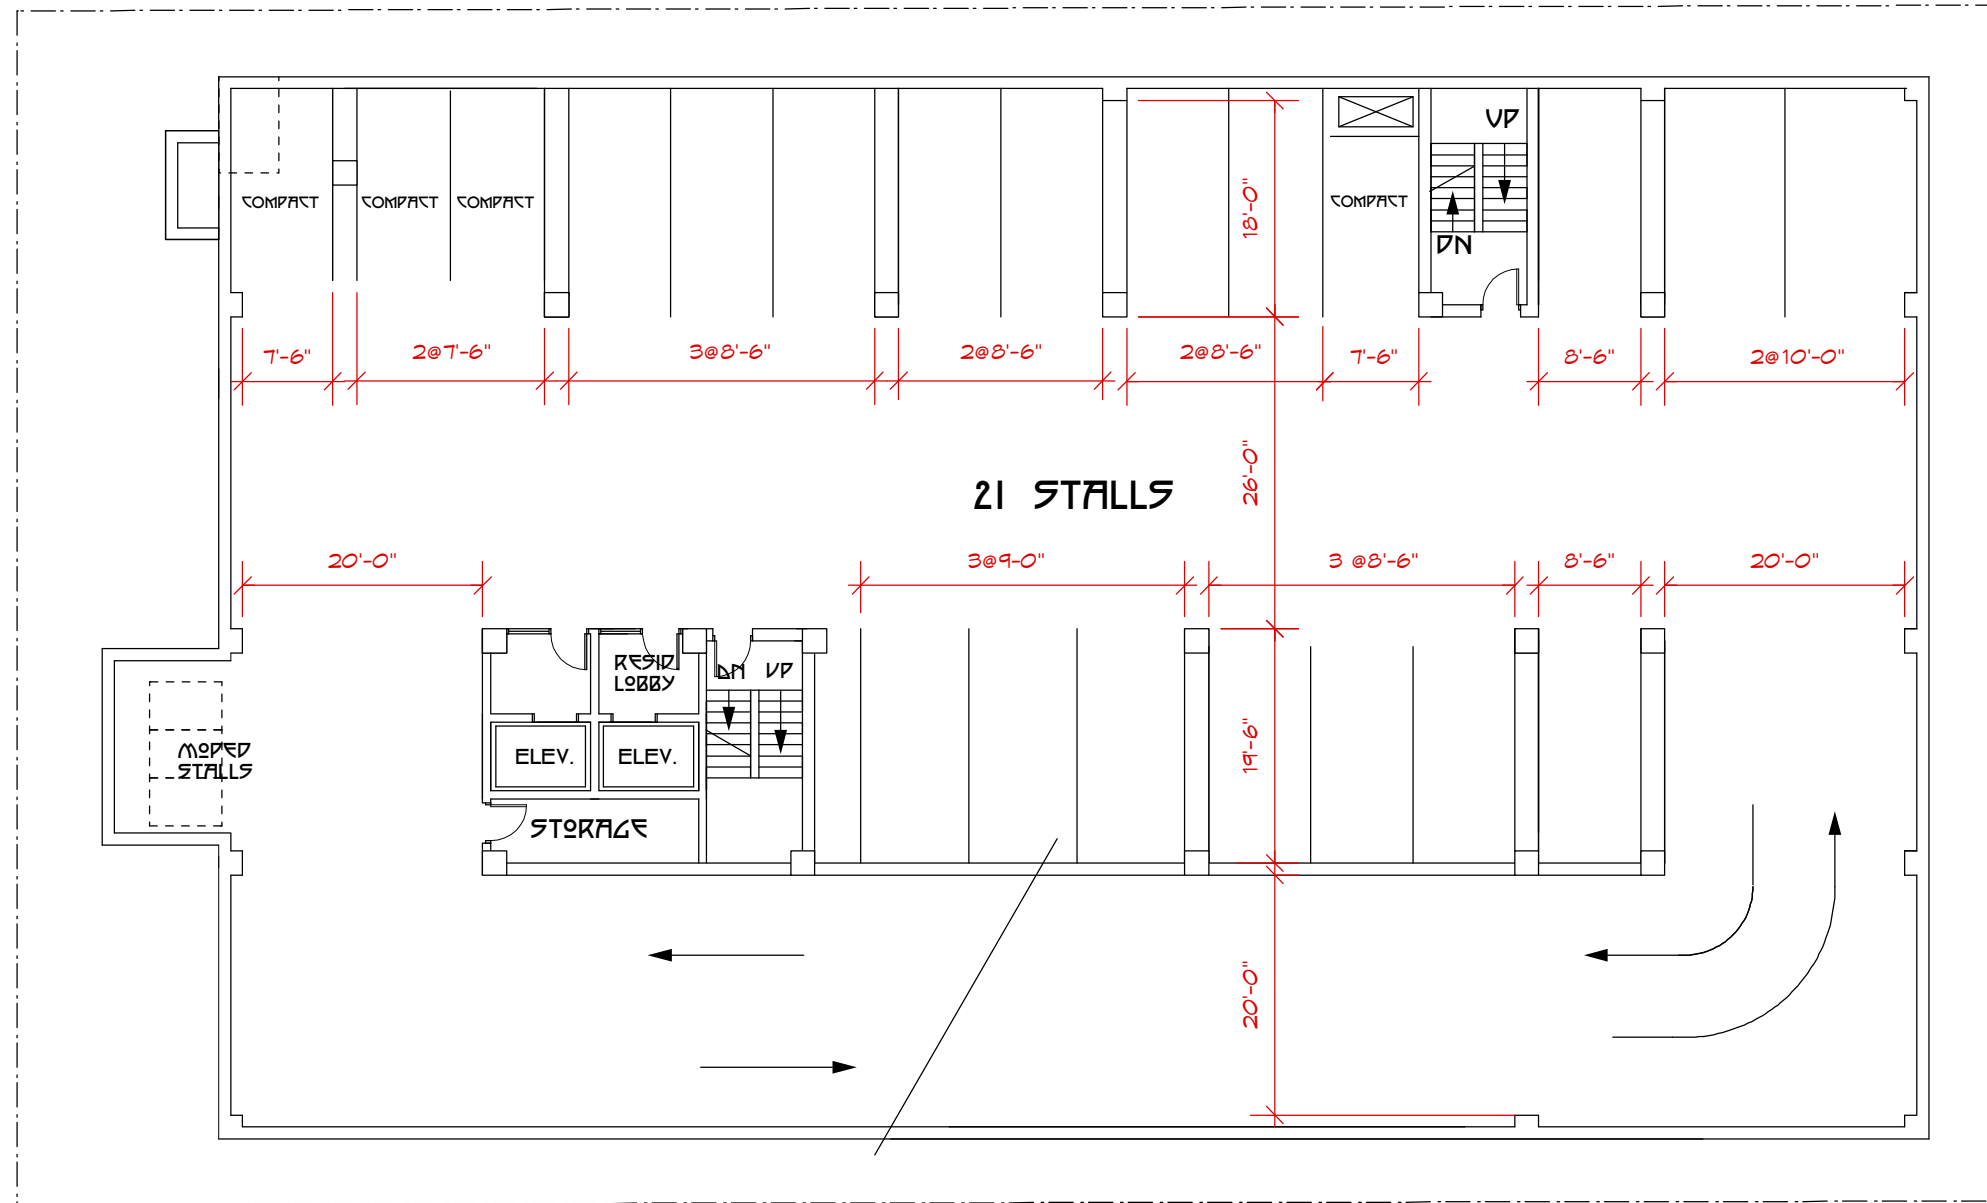 UP
COMPACT
COMPACT
COMPACT
18'-0"
COMPACT
DN
7'-6"
2@7'-6"
3@8'-6"
2@8'-6"
2@8'-6"
7'-6"
8'-6"
2@10'-0"
26'-0"
21 STALLS
20'-0"
3@9-0"
3 @8'-6"
8'-6"
20'-0"
RESID
LOBBY
DN
UP
MOPED
STALLS
ELEV.
ELEV.
19'-6"
STORAGE
20'-0"